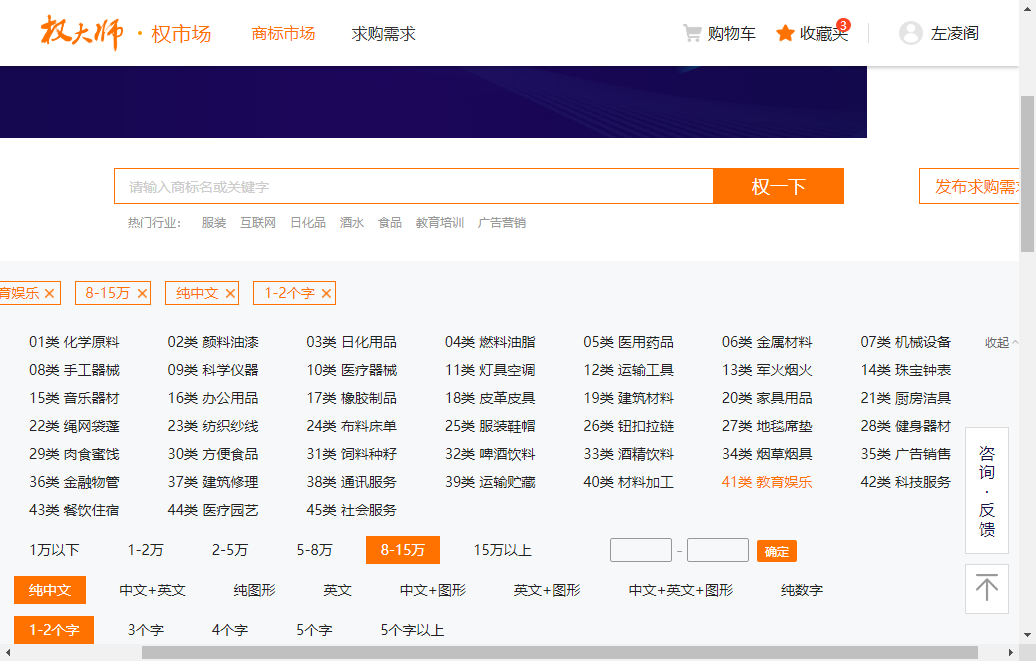 权大师 · 权市场 商标市场 求购需求 购物车 收藏夹 3 左凌阁
请输入商标名或关键字 权一下 发布求购需求
热门行业： 服装 互联网 日化品 酒水 食品 教育培训 广告营销
育娱乐 × 8-15万 × 纯中文 × 1-2个字 ×
01类 化学原料 02类 颜料油漆 03类 日化用品 04类 燃料油脂 05类 医用药品 06类 金属材料 07类 机械设备 收起
08类 手工器械 09类 科学仪器 10类 医疗器械 11类 灯具空调 12类 运输工具 13类 军火烟火 14类 珠宝钟表
15类 音乐器材 16类 办公用品 17类 橡胶制品 18类 皮革皮具 19类 建筑材料 20类 家具用品 21类 厨房洁具
22类 绳网袋蓬 23类 纺织纱线 24类 布料床单 25类 服装鞋帽 26类 钮扣拉链 27类 地毯席垫 28类 健身器材
29类 肉食蜜饯 30类 方便食品 31类 饲料种籽 32类 啤酒饮料 33类 酒精饮料 34类 烟草烟具 35类 广告销售
36类 金融物管 37类 建筑修理 38类 通讯服务 39类 运输贮藏 40类 材料加工 41类 教育娱乐 42类 科技服务
43类 餐饮住宿 44类 医疗园艺 45类 社会服务
1万以下 1-2万 2-5万 5-8万 8-15万 15万以上 - 确定
纯中文 中文+英文 纯图形 英文 中文+图形 英文+图形 中文+英文+图形 纯数字
1-2个字 3个字 4个字 5个字 5个字以上
咨询·反馈